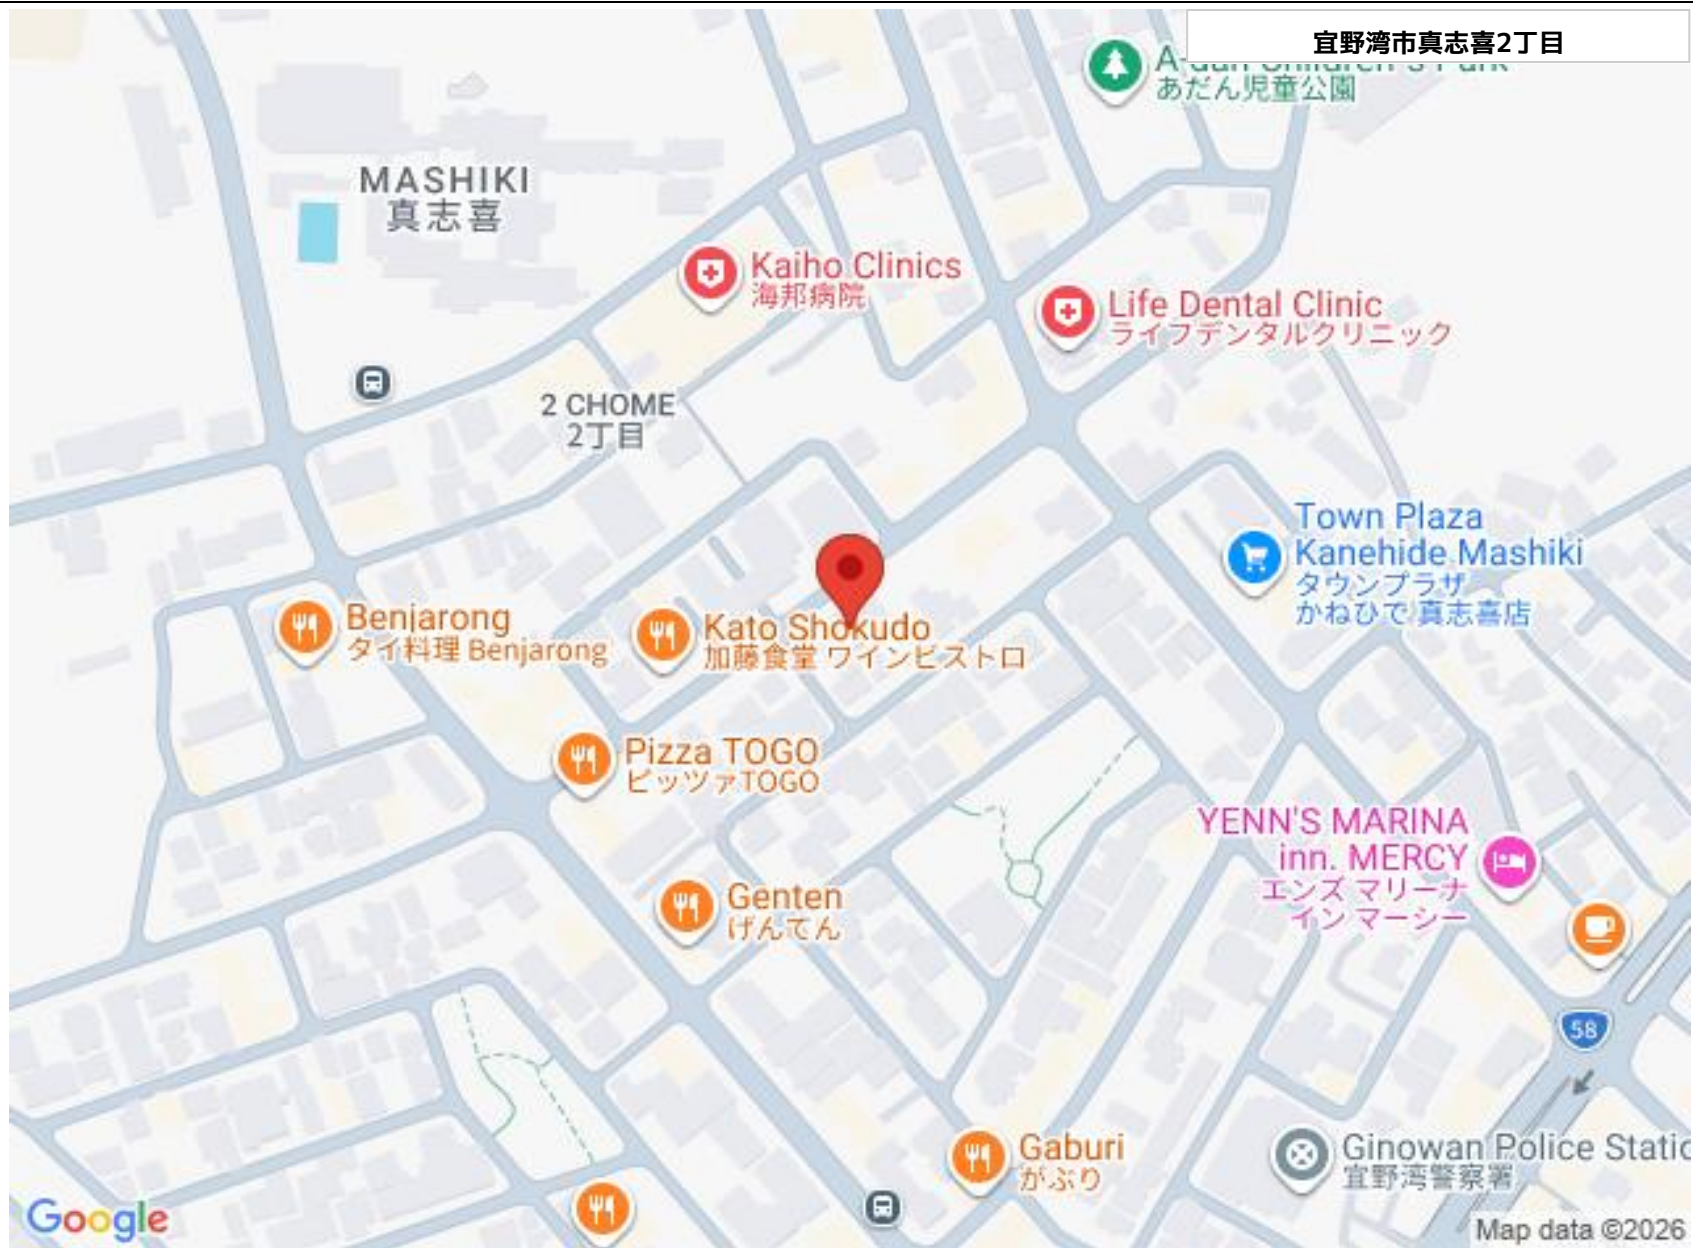 宜野湾市真志喜2丁目
あだん児童公園
MASHIKI
真志喜
Kaiho Clinics
海邦病院
Life Dental Clinic
ライフデンタルクリニック
2 CHOME
2丁目
Town Plaza
Kanehide Mashiki
タウンプラザ
かねひで 真志喜店
Benjarong
タイ料理 Benjarong
Kato Shokudo
加藤食堂 ワインビストロ
Pizza TOGO
ピッツァTOGO
YENN'S MARINA
inn. MERCY
エンズ マリーナ
イン マーシー
Genten
げんてん
58
Gaburi
がぶり
Ginowan Police Static
宜野湾警察署
Google
Map data ©2026